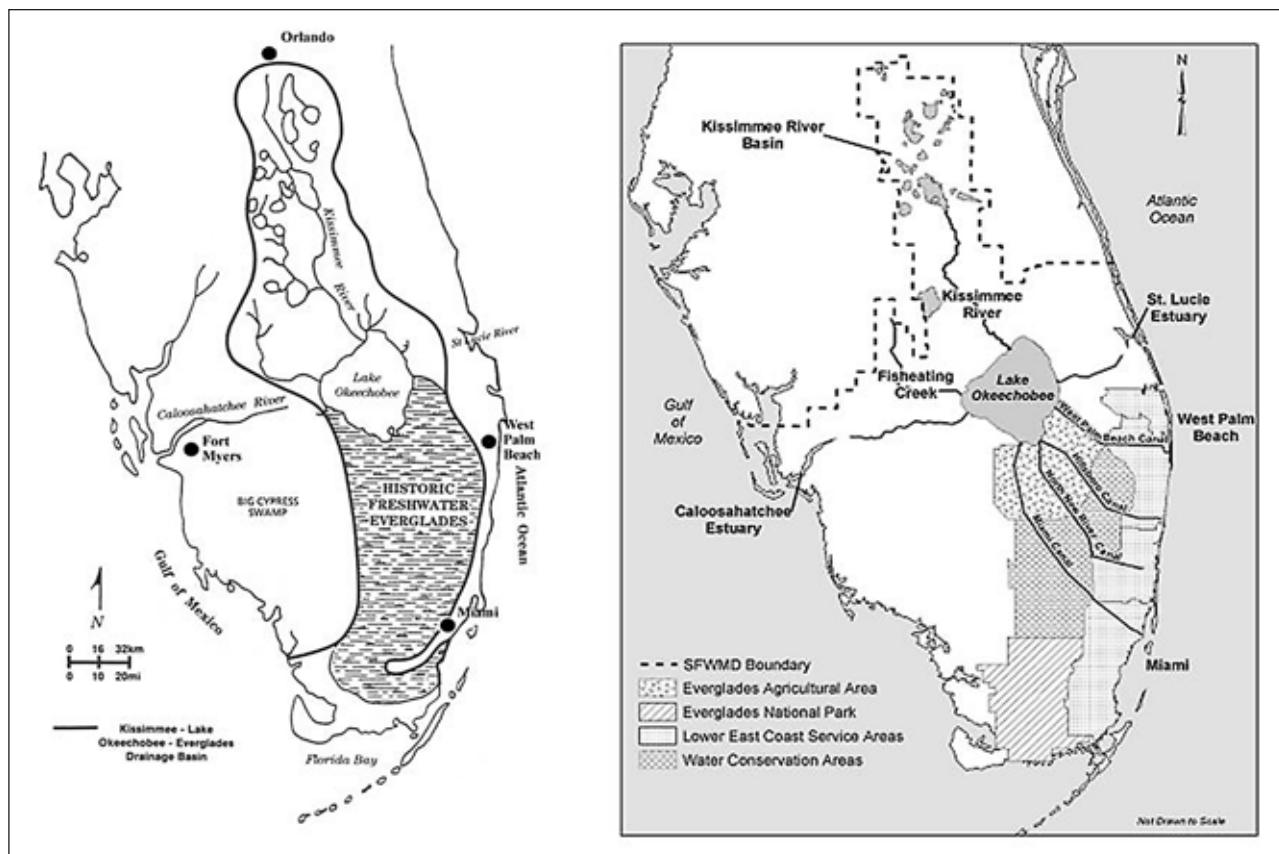 Orlando
Kissimmee
River
St Lucie River
Lake
Okeechobee
Caloosahatchee River
Fort
Myers
West
Palm
Beach
HISTORIC
FRESHWATER
EVERGLADES
BIG CYPRESS
SWAMP
Atlantic Ocean
Gulf of Mexico
N
Miami
0 16 32km
0 10 20mi
Kissimmee - Lake
Okeechobee - Everglades
Drainage Basin
Florida Bay
N
Kissimmee River
Basin
Atlantic
Ocean
Kissimmee
River
St. Lucie
Estuary
Fisheating
Creek
Lake
Okeechobee
Gulf
of
Mexico
West Palm
Beach Canal
West Palm
Beach
Hillsboro Canal
North New River Canal
Miami Canal
Caloosahatchee
Estuary
Miami
SFWMD Boundary
Everglades Agricultural Area
Everglades National Park
Lower East Coast Service Areas
Water Conservation Areas
Not Drawn to Scale